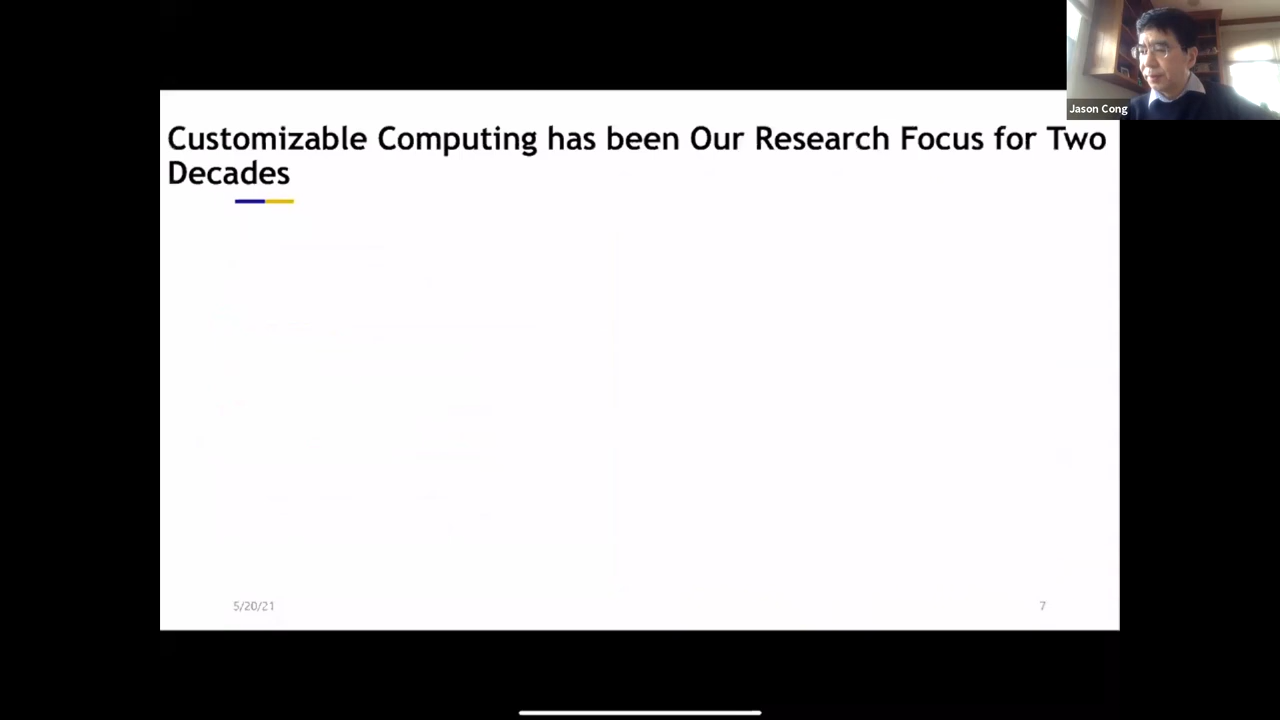 Jason Cong
Customizable Computing has been Our Research Focus for Two
Decades
5/20/21
7